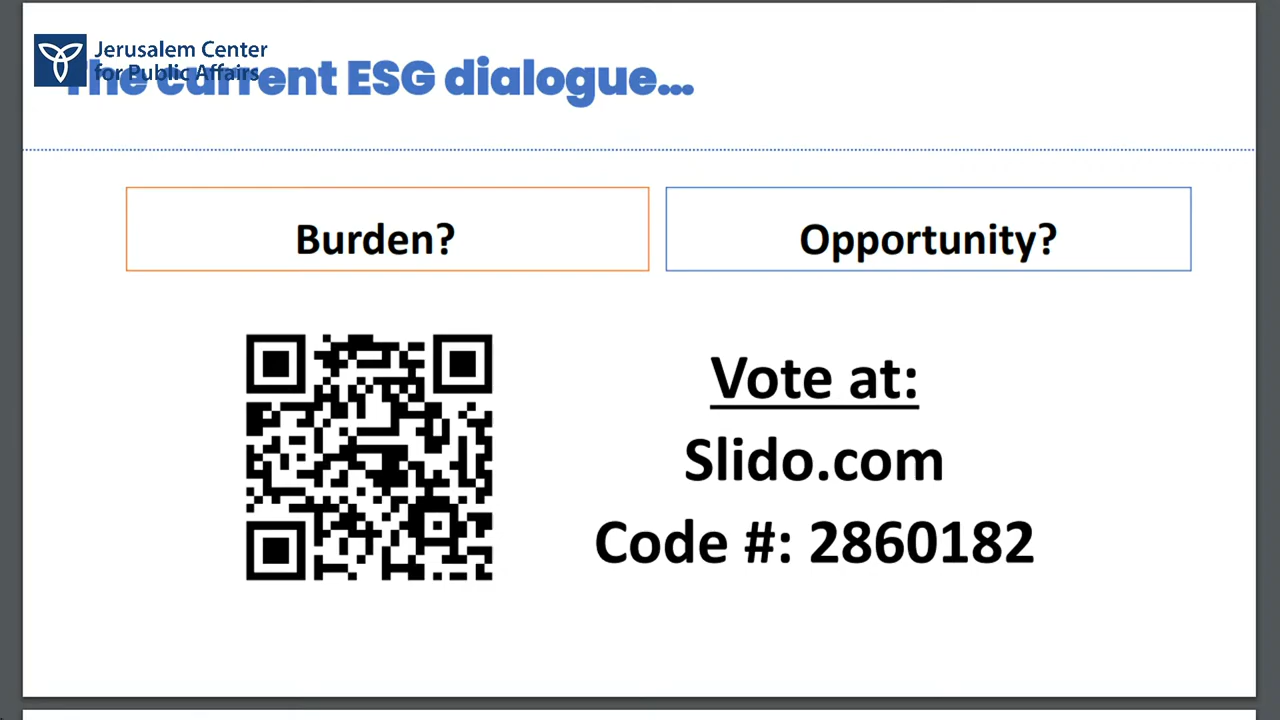 Jerusalem Center
for Public Affairs
The current ESG dialogue...
Burden?
Opportunity?
Vote at:
Slido.com
Code #: 2860182